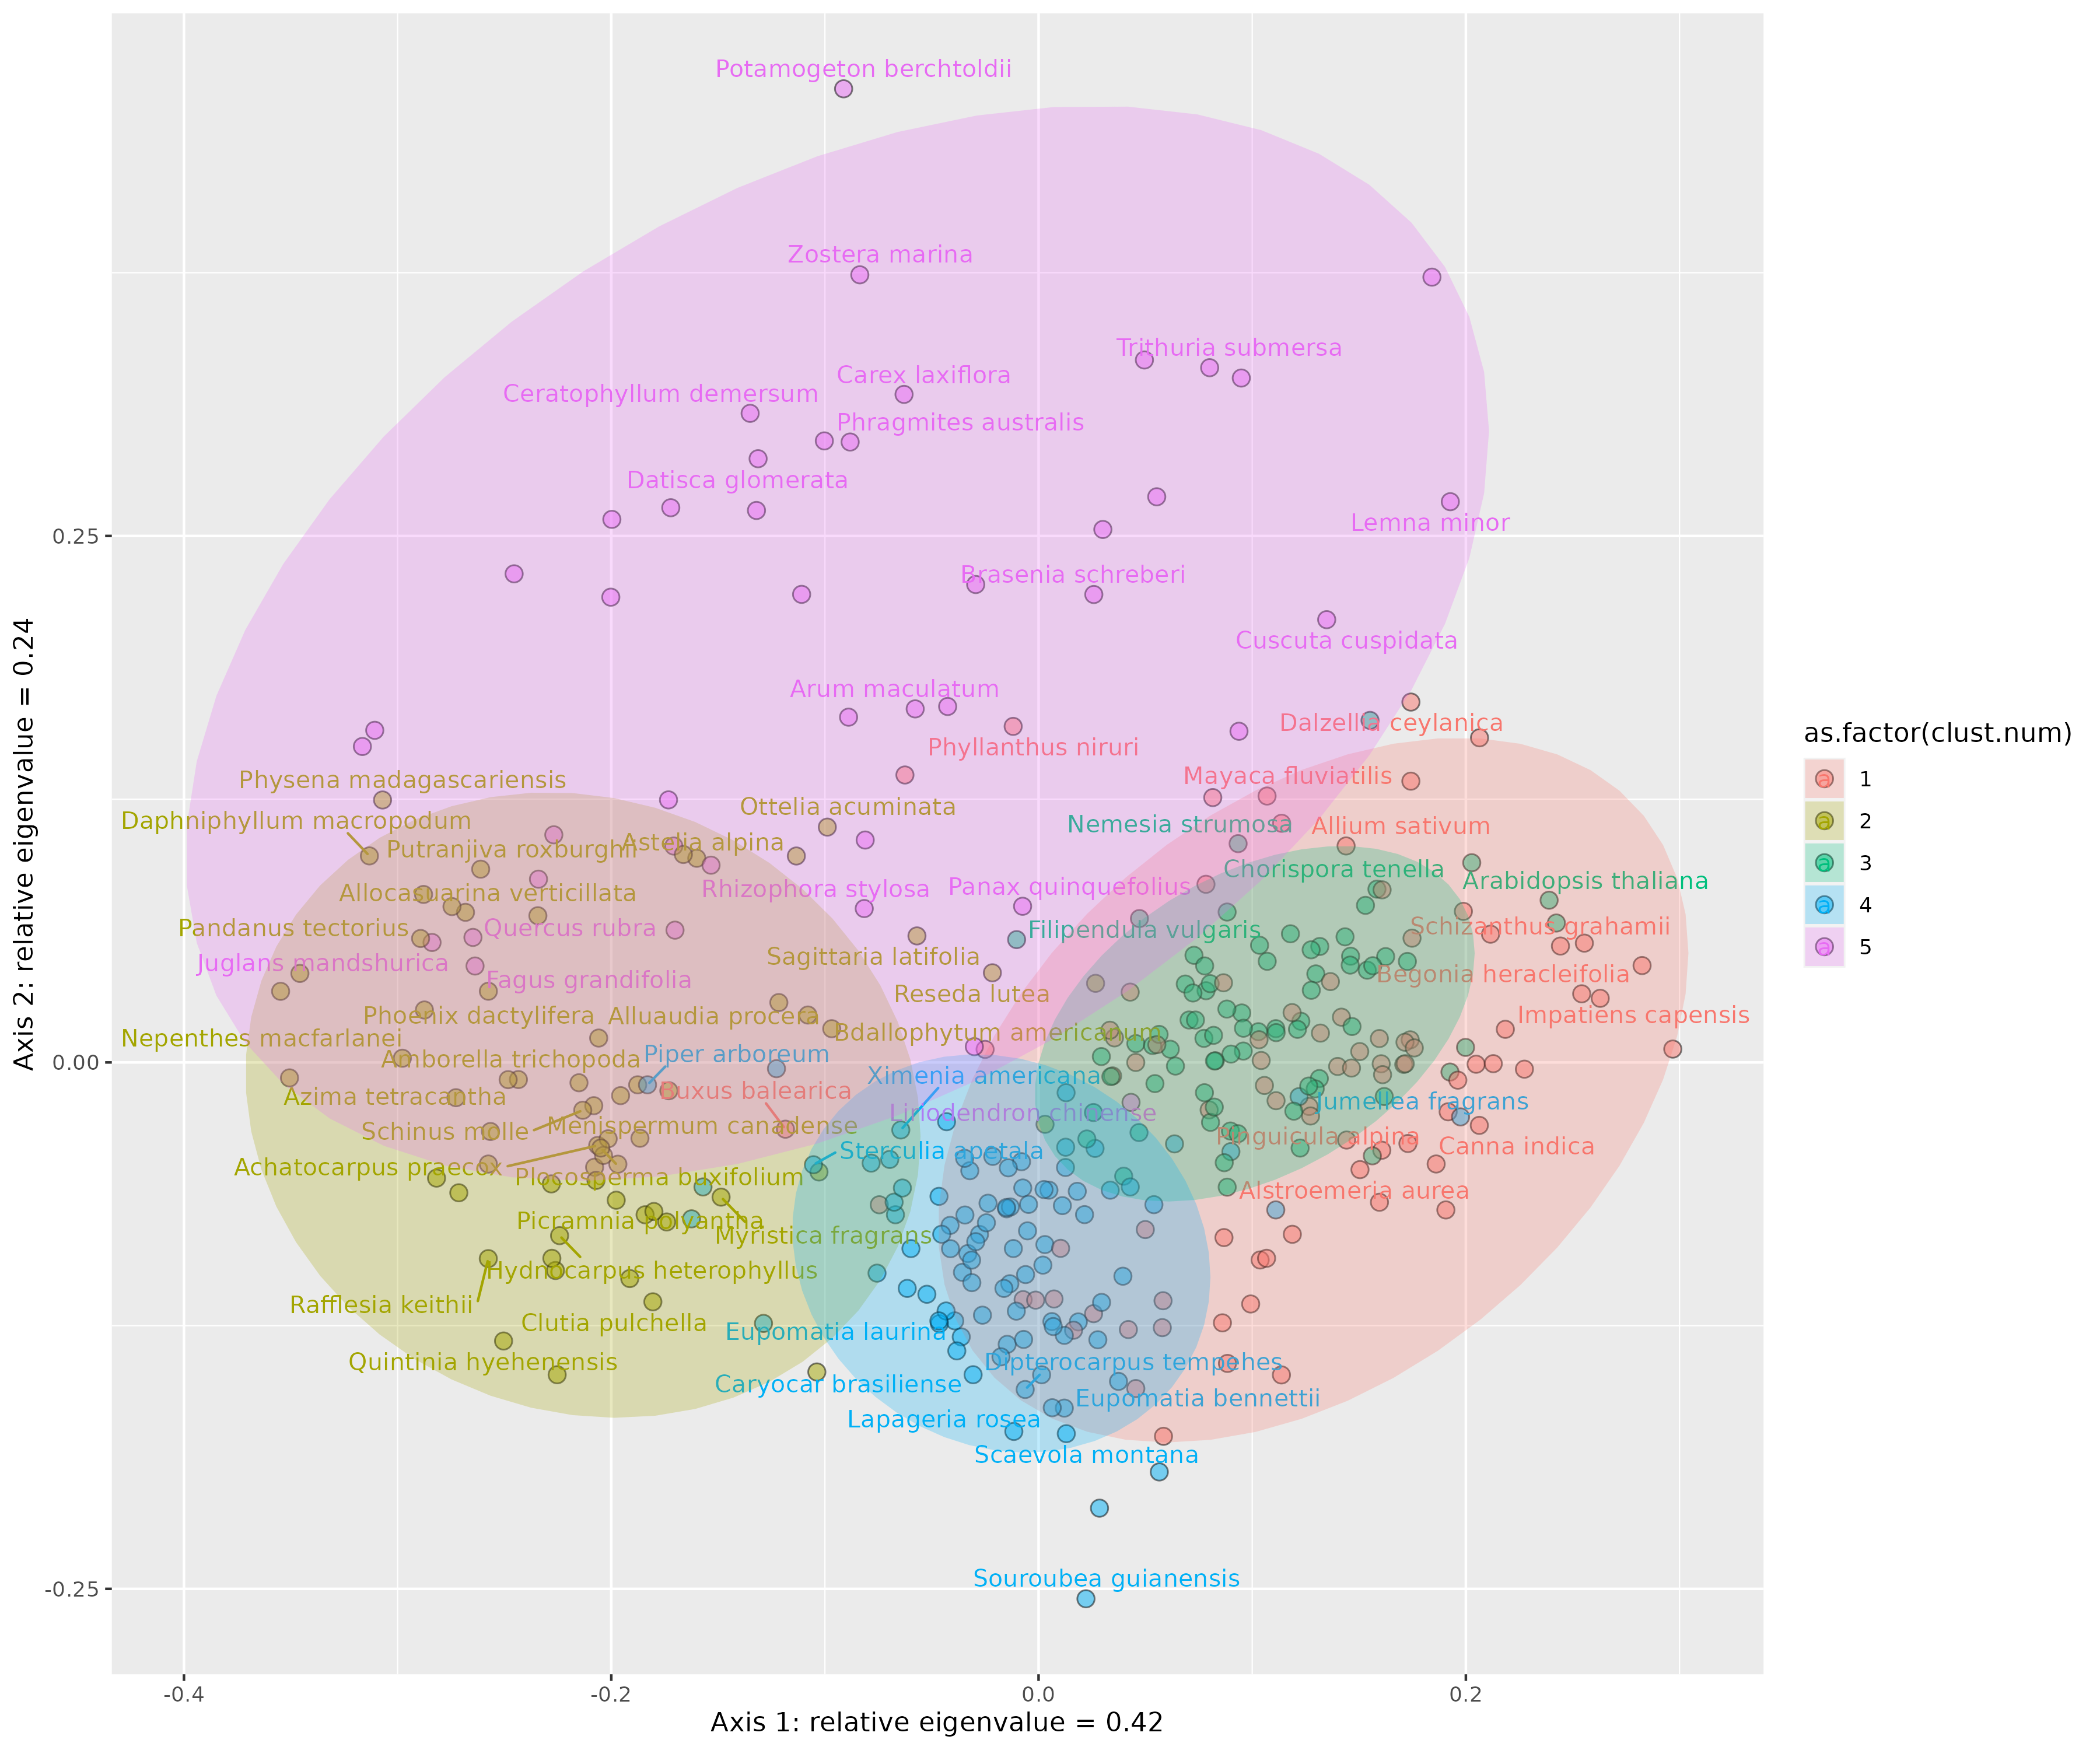 Potamogeton berchtoldii
Zostera marina
Trithuria submersa
Carex laxiflora
Ceratophyllum demersum
Phragmites australis
Datisca glomerata
Lemna minor
0.25
Brasenia schreberi
Cuscuta cuspidata
Arum maculatum
Dalzellia ceylanica
Phyllanthus niruri
Physena madagascariensis
Mayaca fluviatilis
Ottelia acuminata
Daphniphyllum macropodum
Nemesia strumosa
Allium sativum
Astelia alpina
Putranjiva roxburghii
Chorispora tenella
Arabidopsis thaliana
Allocasuarina verticillata
Rhizophora stylosa
Panax quinquefolius
Pandanus tectorius
Quercus rubra
Filipendula vulgaris
Schizanthus grahamii
Juglans mandshurica
Sagittaria latifolia
Fagus grandifolia
Begonia heracleifolia
Reseda lutea
Phoenix dactylifera
Alluaudia procera
Impatiens capensis
Nepenthes macfarlanei
Bdallophytum americanum
Amborella trichopoda
Piper arboreum
0.00
Azima tetracantha
Buxus balearica
Ximenia americana
Liriodendron chinense
Jumellea fragrans
Schinus molle
Menispermum canadense
Pinguicula alpina
Canna indica
Achatocarpus praecox
Sterculia apetala
Plocosperma buxifolium
Alstroemeria aurea
Picramnia polyantha
Myristica fragrans
Hydnocarpus heterophyllus
Rafflesia keithii
Clutia pulchella
Eupomatia laurina
Quintinia hyehenensis
Dipterocarpus tempehes
Caryocar brasiliense
Eupomatia bennettii
Lapageria rosea
Scaevola montana
Souroubea guianensis
-0.25
-0.4
-0.2
0.0
0.2
Axis 1: relative eigenvalue = 0.42
Axis 2: relative eigenvalue = 0.24
as.factor(clust.num)
a 1
a 2
a 3
a 4
a 5